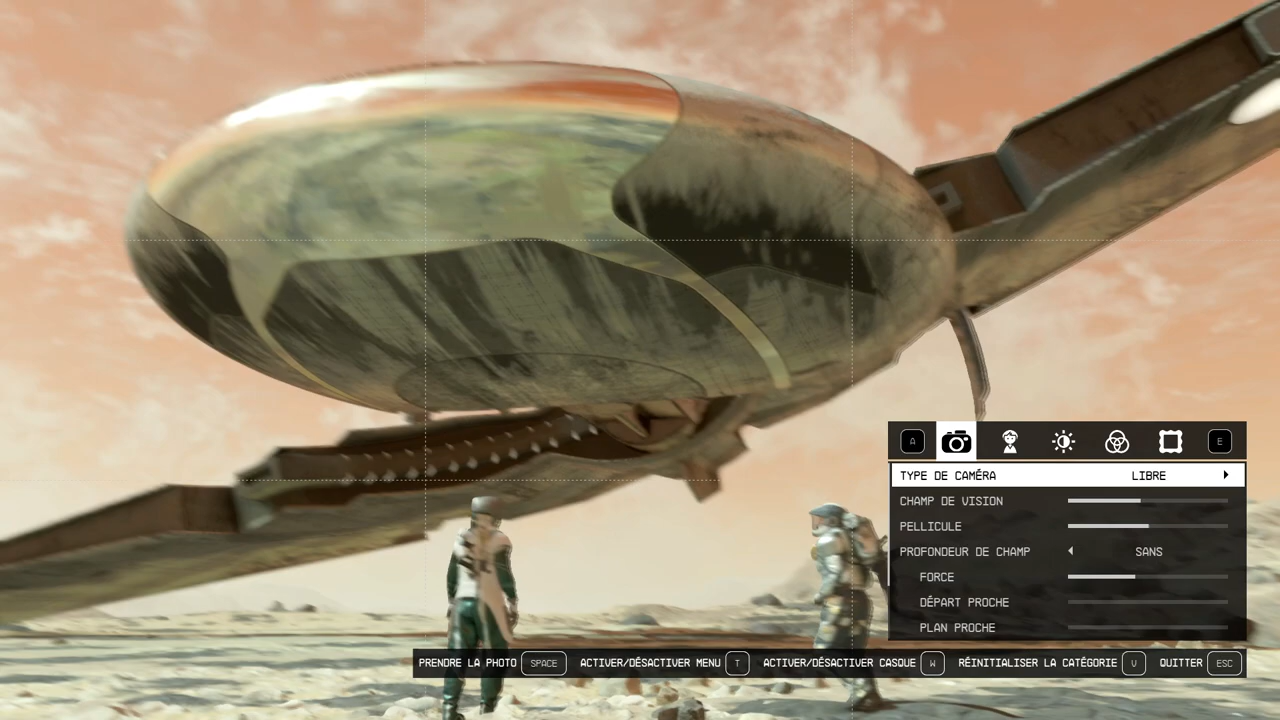 A E
TYPE DE CAMÉRA LIBRE
CHAMP DE VISION
PELLICULE
PROFONDEUR DE CHAMP SANS
FORCE
DÉPART PROCHE
PLAN PROCHE
PRENDRE LA PHOTO SPACE ACTIVER/DÉSACTIVER MENU T ACTIVER/DÉSACTIVER CASQUE W RÉINITIALISER LA CATÉGORIE V QUITTER ESC